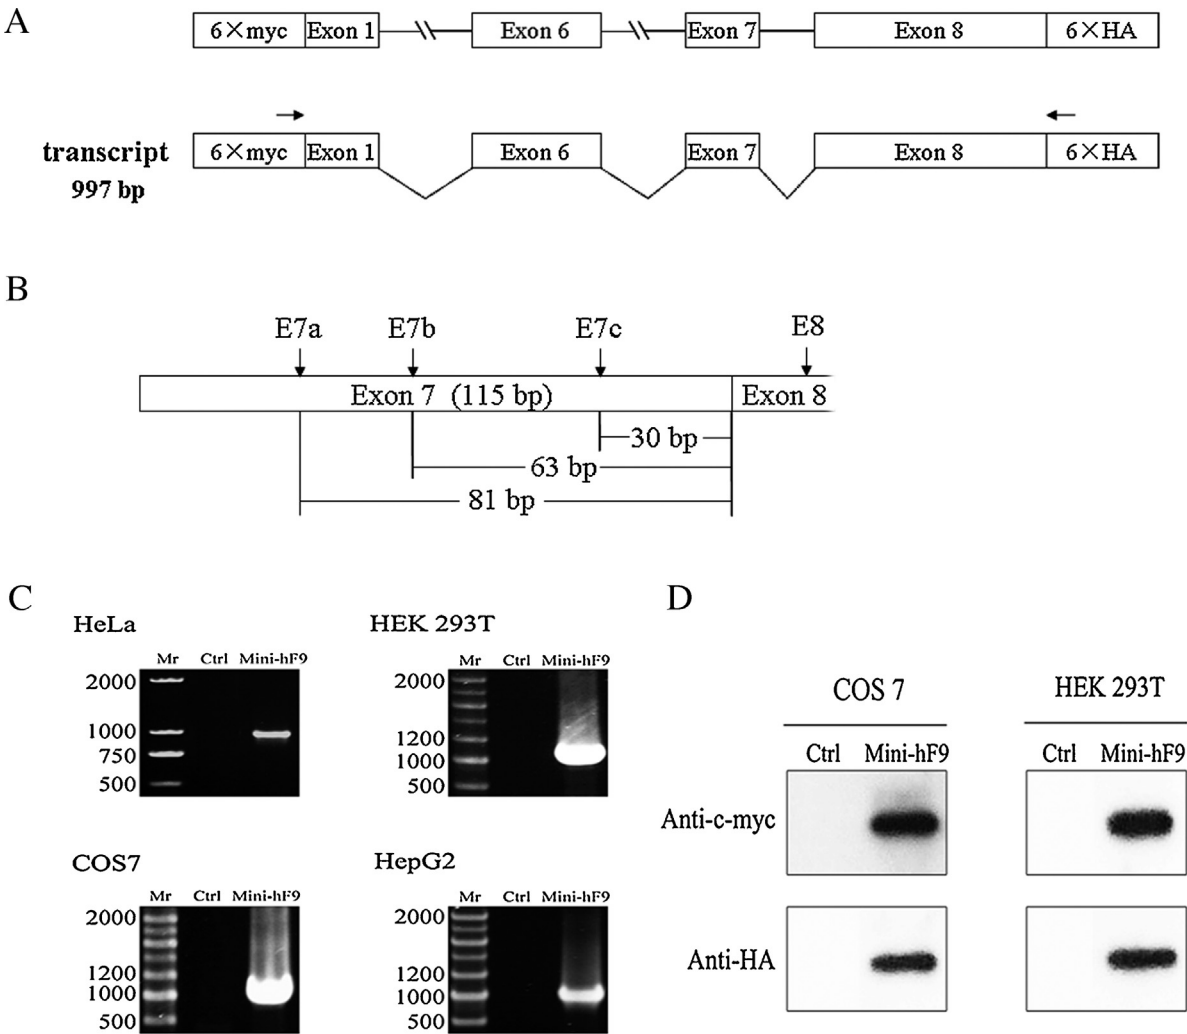 A
6×myc Exon 1 Exon 6 Exon 7 Exon 8 6×HA
transcript
997 bp
6×myc Exon 1 Exon 6 Exon 7 Exon 8 6×HA
B
E7a E7b E7c E8
Exon 7 (115 bp) Exon 8
30 bp
63 bp
81 bp
C
HeLa
Mr Ctrl Mini-hF9
2000
1000
750
500
HEK 293T
Mr Ctrl Mini-hF9
2000
1200
1000
500
COS7
Mr Ctrl Mini-hF9
2000
1200
1000
500
HepG2
Mr Ctrl Mini-hF9
2000
1200
1000
500
D
COS 7 HEK 293T
Ctrl Mini-hF9 Ctrl Mini-hF9
Anti-c-myc
Anti-HA